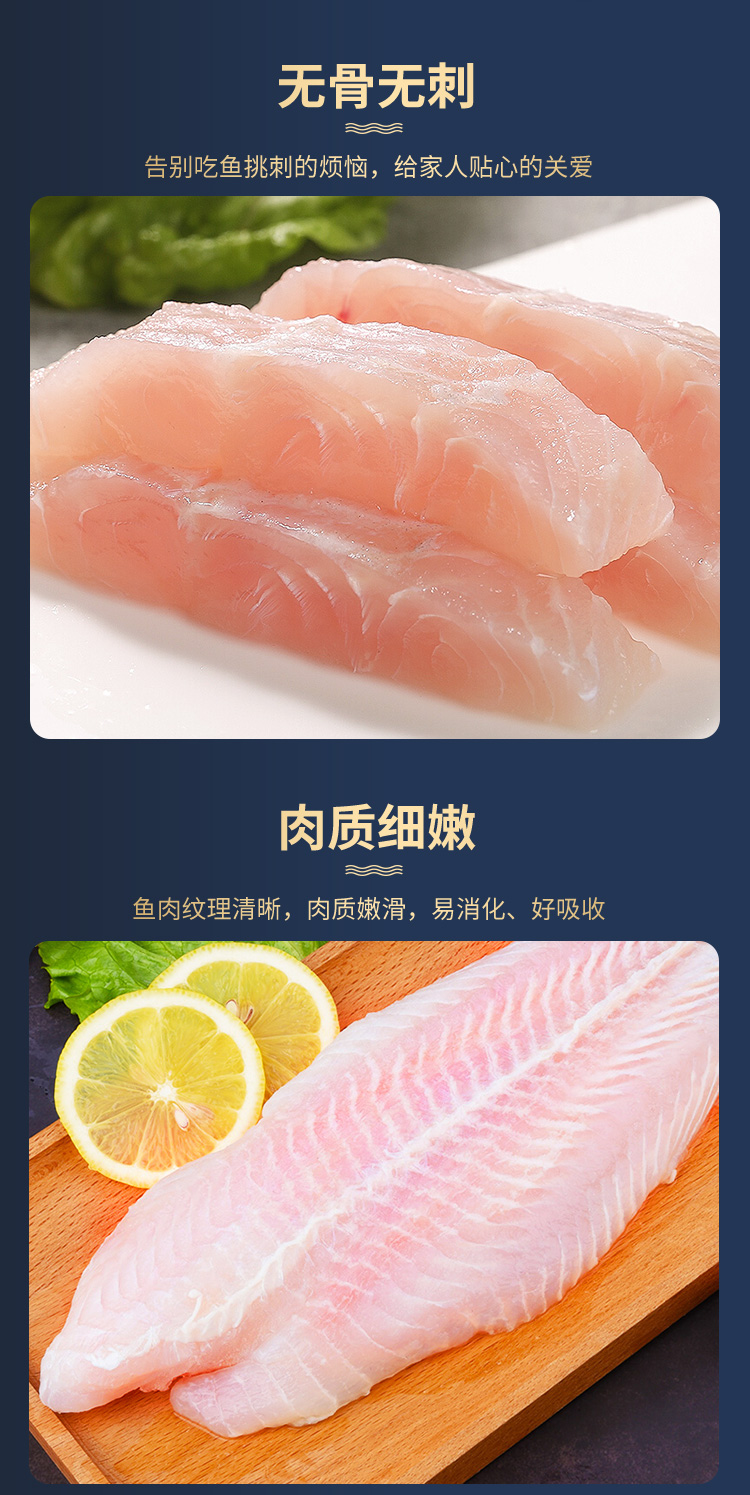 无骨无刺
告别吃鱼挑刺的烦恼，给家人贴心的关爱
肉质细嫩
鱼肉纹理清晰，肉质嫩滑，易消化、好吸收